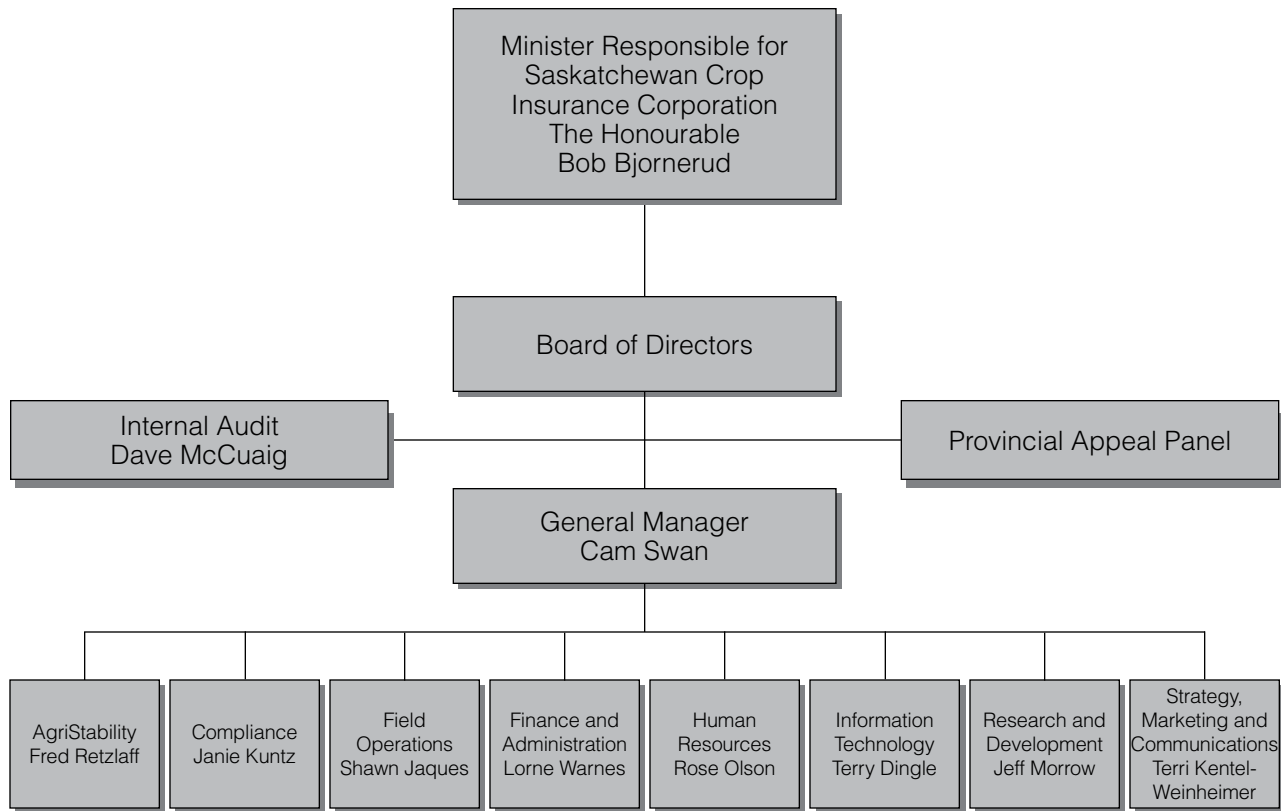 Minister Responsible for
Saskatchewan Crop
Insurance Corporation
The Honourable
Bob Bjornerud
Board of Directors
Internal Audit
Dave McCuaig
Provincial Appeal Panel
General Manager
Cam Swan
AgriStability
Fred Retzlaff
Compliance
Janie Kuntz
Field
Operations
Shawn Jaques
Finance and
Administration
Lorne Warnes
Human
Resources
Rose Olson
Information
Technology
Terry Dingle
Research and
Development
Jeff Morrow
Strategy,
Marketing and
Communications
Terri Kentel-
Weinheimer